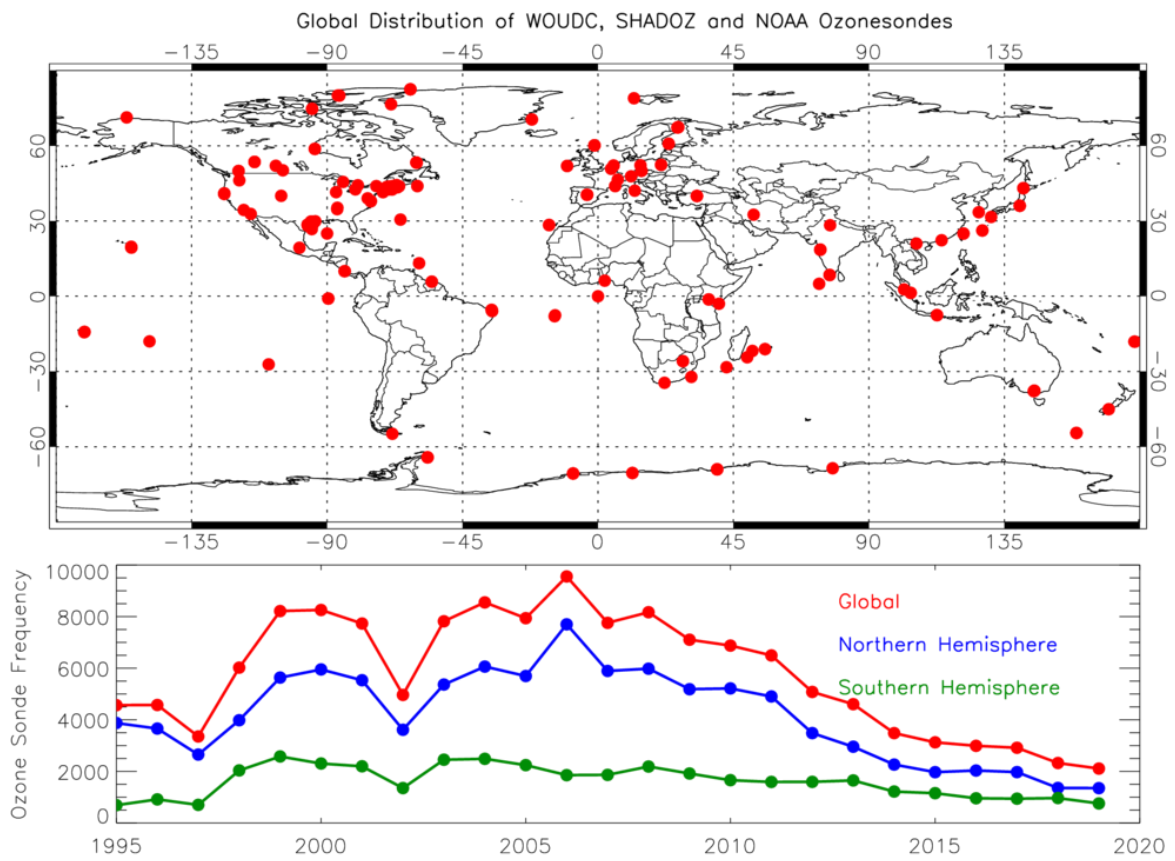 Global Distribution of WOUDC, SHADOZ and NOAA Ozonesondes
−135 −90 −45 0 45 90 135
60 60
30 30
0 0
−30 −30
−60 −60
−135 −90 −45 0 45 90 135
Ozone Sonde Frequency
10000
8000
6000
4000
2000
0
Global
Northern Hemisphere
Southern Hemisphere
1995 2000 2005 2010 2015 2020